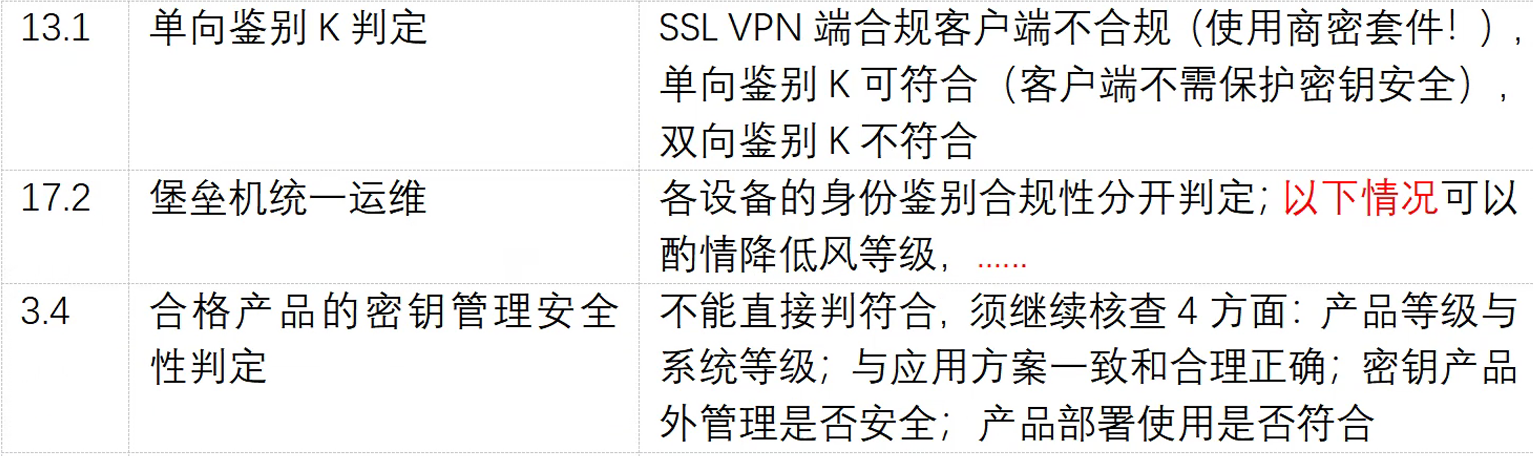 13.1 单向鉴别 K 判定 SSL VPN 端合规客户端不合规（使用商密套件！），
单向鉴别 K 可符合（客户端不需保护密钥安全），
双向鉴别 K 不符合
17.2 堡垒机统一运维 各设备的身份鉴别合规性分开判定；以下情况可以
酌情降低风等级，……
3.4 合格产品的密钥管理安全 不能直接判符合，须继续核查 4 方面：产品等级与
性判定 系统等级；与应用方案一致和合理正确；密钥产品
外管理是否安全；产品部署使用是否符合